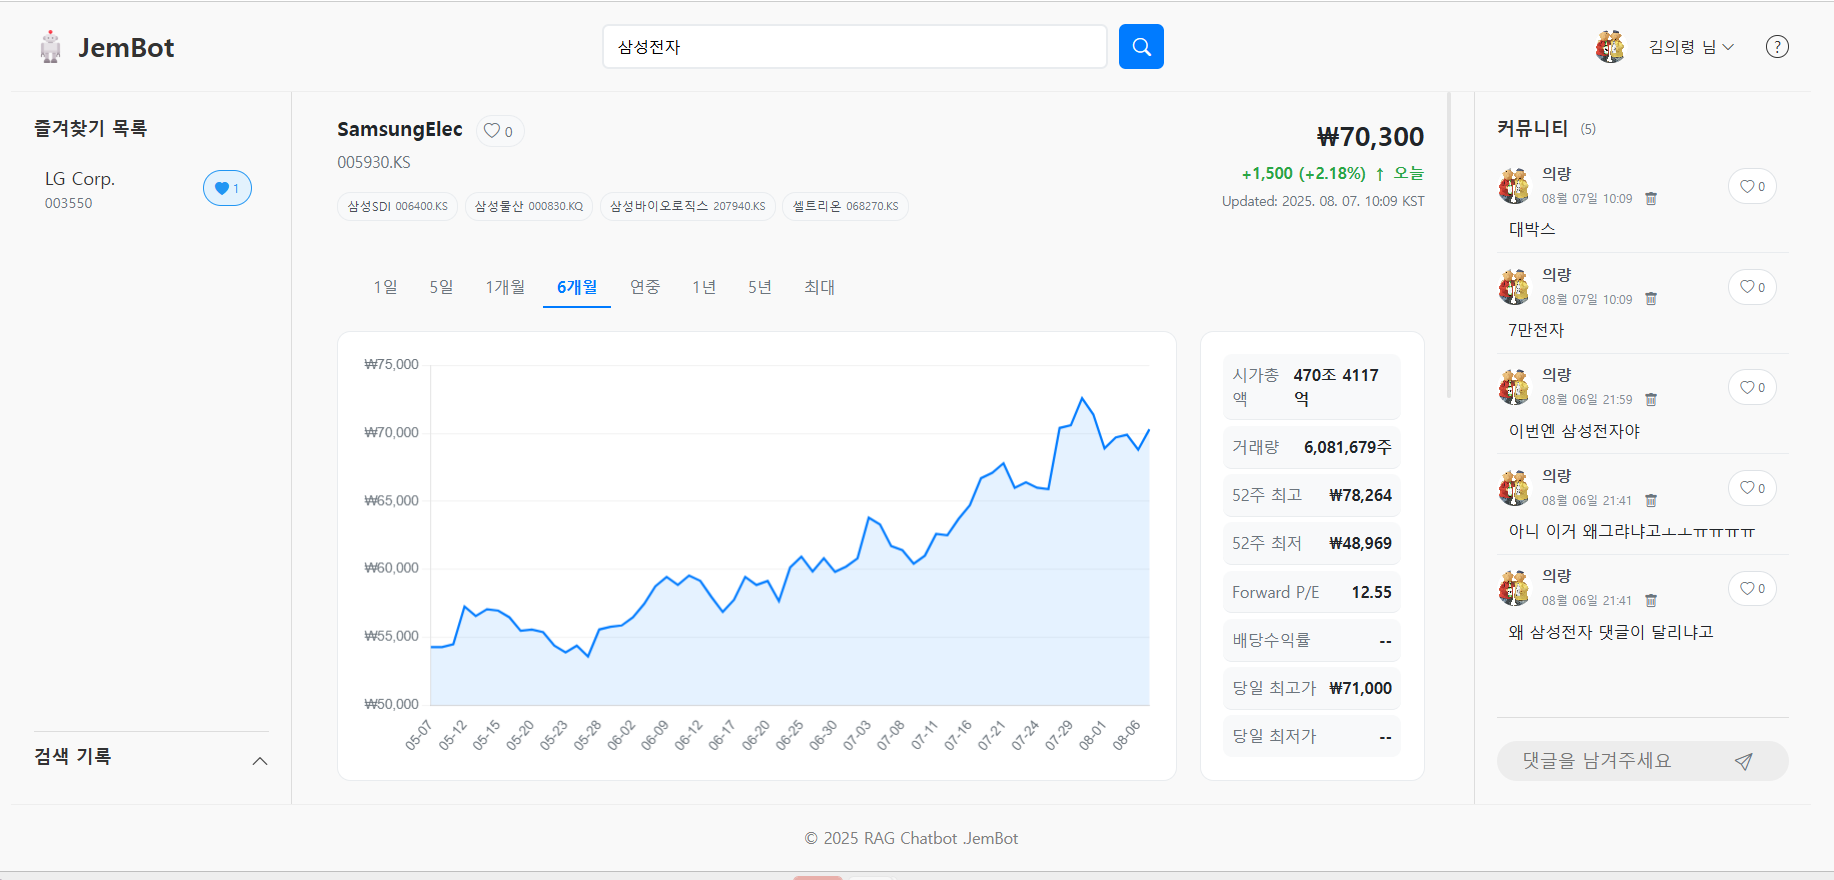 JemBot
삼성전자
김의령 님
?
즐겨찾기 목록
LG Corp.
003550
1
검색 기록
SamsungElec
0
005930.KS
삼성SDI 006400.KS
삼성물산 000830.KQ
삼성바이오로직스 207940.KS
셀트리온 068270.KS
₩70,300
+1,500 (+2.18%) ↑ 오늘
Updated: 2025. 08. 07. 10:09 KST
1일
5일
1개월
6개월
연중
1년
5년
최대
₩75,000
₩70,000
₩65,000
₩60,000
₩55,000
₩50,000
05-07
05-12
05-15
05-20
05-23
05-28
06-02
06-09
06-12
06-17
06-20
06-25
06-30
07-03
07-08
07-11
07-16
07-21
07-24
07-29
08-01
08-06
시가총액 470조 4117억
거래량 6,081,679주
52주 최고 ₩78,264
52주 최저 ₩48,969
Forward P/E 12.55
배당수익률 --
당일 최고가 ₩71,000
당일 최저가 --
커뮤니티 (5)
의량
08월 07일 10:09
0
대박스
의량
08월 07일 10:09
0
7만전자
의량
08월 06일 21:59
0
이번엔 삼성전자야
의량
08월 06일 21:41
0
아니 이거 왜그랴냐고ㅗㅗㅠㅠㅠㅠ
의량
08월 06일 21:41
0
왜 삼성전자 댓글이 달리냐고
댓글을 남겨주세요
© 2025 RAG Chatbot JemBot